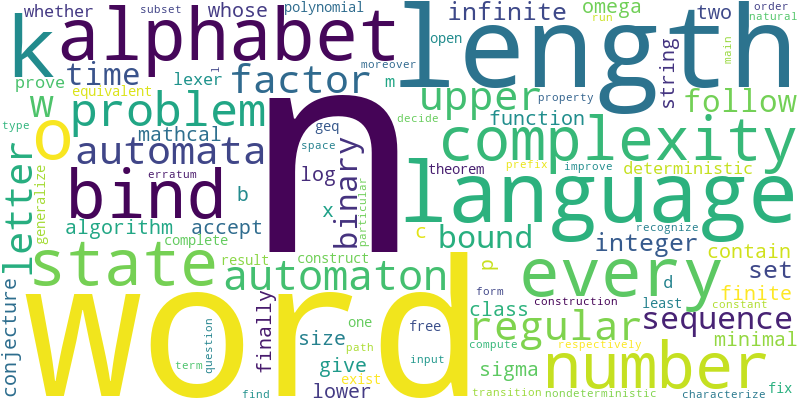 whether subset whose polynomial infinite omega two order
k alphabet length run natural
time lexer l moreover m open main string
prove equivalent factor upper follow
w problem type mathcal geq n decide property function
o automata space log binary complexity
erratum theorem prefix improve deterministic
letter generalize bind x particular language
algorithm b accept c bound recognize integer contain
complete result construct p d set
state automaton every finite
conjecture word finally form class construction least constant
size one free regular compute respectively sequence
question give path input sigma number minimal
term lower exist transition nondeterministic fix
find characterize